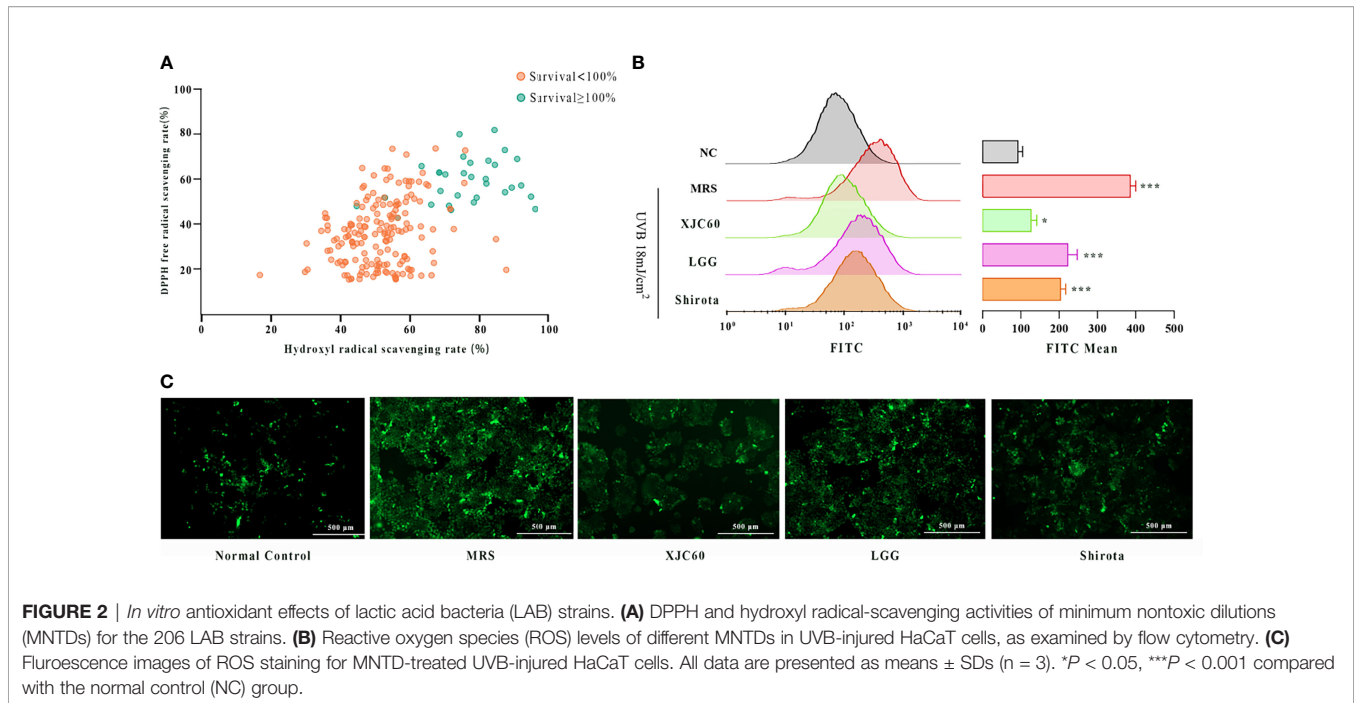 A
Survival<100%
Survival≥100%
DPPH free radical scavenging rate(%)
100
80
60
40
20
0
20
40
60
80
100
Hydroxyl radical scavenging rate (%)
B
NC
MRS
XJC60
LGG
Shirota
UVB 18mJ/cm²
10⁰
10¹
10²
10³
10⁴
FITC
***
*
***
***
0
100
200
300
400
500
FITC Mean
C
500 µm
500 µm
500 µm
500 µm
500 µm
Normal Control
MRS
XJC60
LGG
Shirota
FIGURE 2 | In vitro antioxidant effects of lactic acid bacteria (LAB) strains. (A) DPPH and hydroxyl radical-scavenging activities of minimum nontoxic dilutions
(MNTDs) for the 206 LAB strains. (B) Reactive oxygen species (ROS) levels of different MNTDs in UVB-injured HaCaT cells, as examined by flow cytometry. (C)
Fluroescence images of ROS staining for MNTD-treated UVB-injured HaCaT cells. All data are presented as means ± SDs (n = 3). *P < 0.05, ***P < 0.001 compared
with the normal control (NC) group.